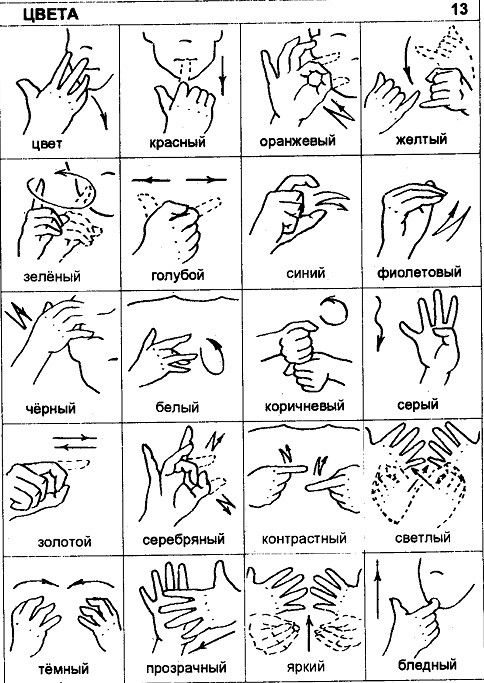 ЦВЕТА 13
цвет красный оранжевый желтый
зелёный голубой синий фиолетовый
чёрный белый коричневый серый
золотой серебряный контрастный светлый
тёмный прозрачный яркий бледный